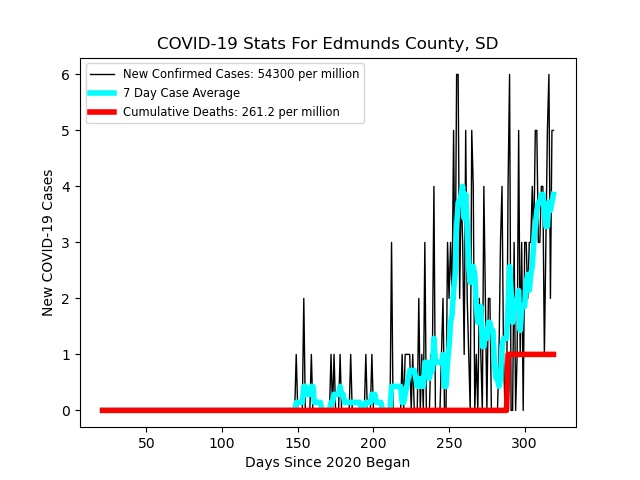 COVID-19 Stats For Edmunds County, SD
New Confirmed Cases: 54300 per million
7 Day Case Average
Cumulative Deaths: 261.2 per million
New COVID-19 Cases
6
5
4
3
2
1
0
50 100 150 200 250 300
Days Since 2020 Began